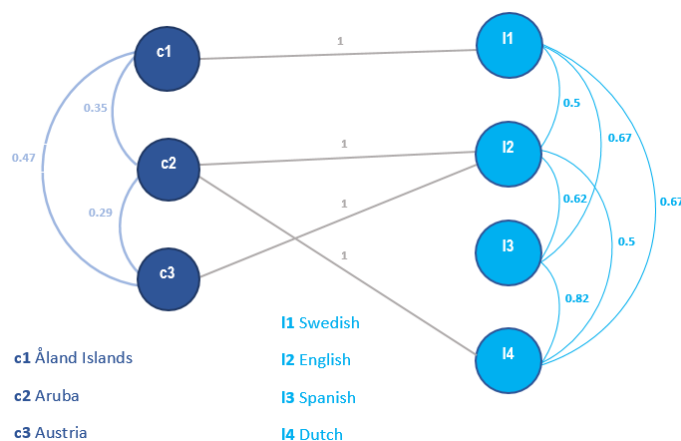 c1
1
l1
0.35
0.5
0.47
c2
1
l2
0.67
0.29
1
0.62
0.67
c3
1
l3
0.5
0.82
l4
l1 Swedish
c1 Åland Islands
l2 English
c2 Aruba
l3 Spanish
c3 Austria
l4 Dutch